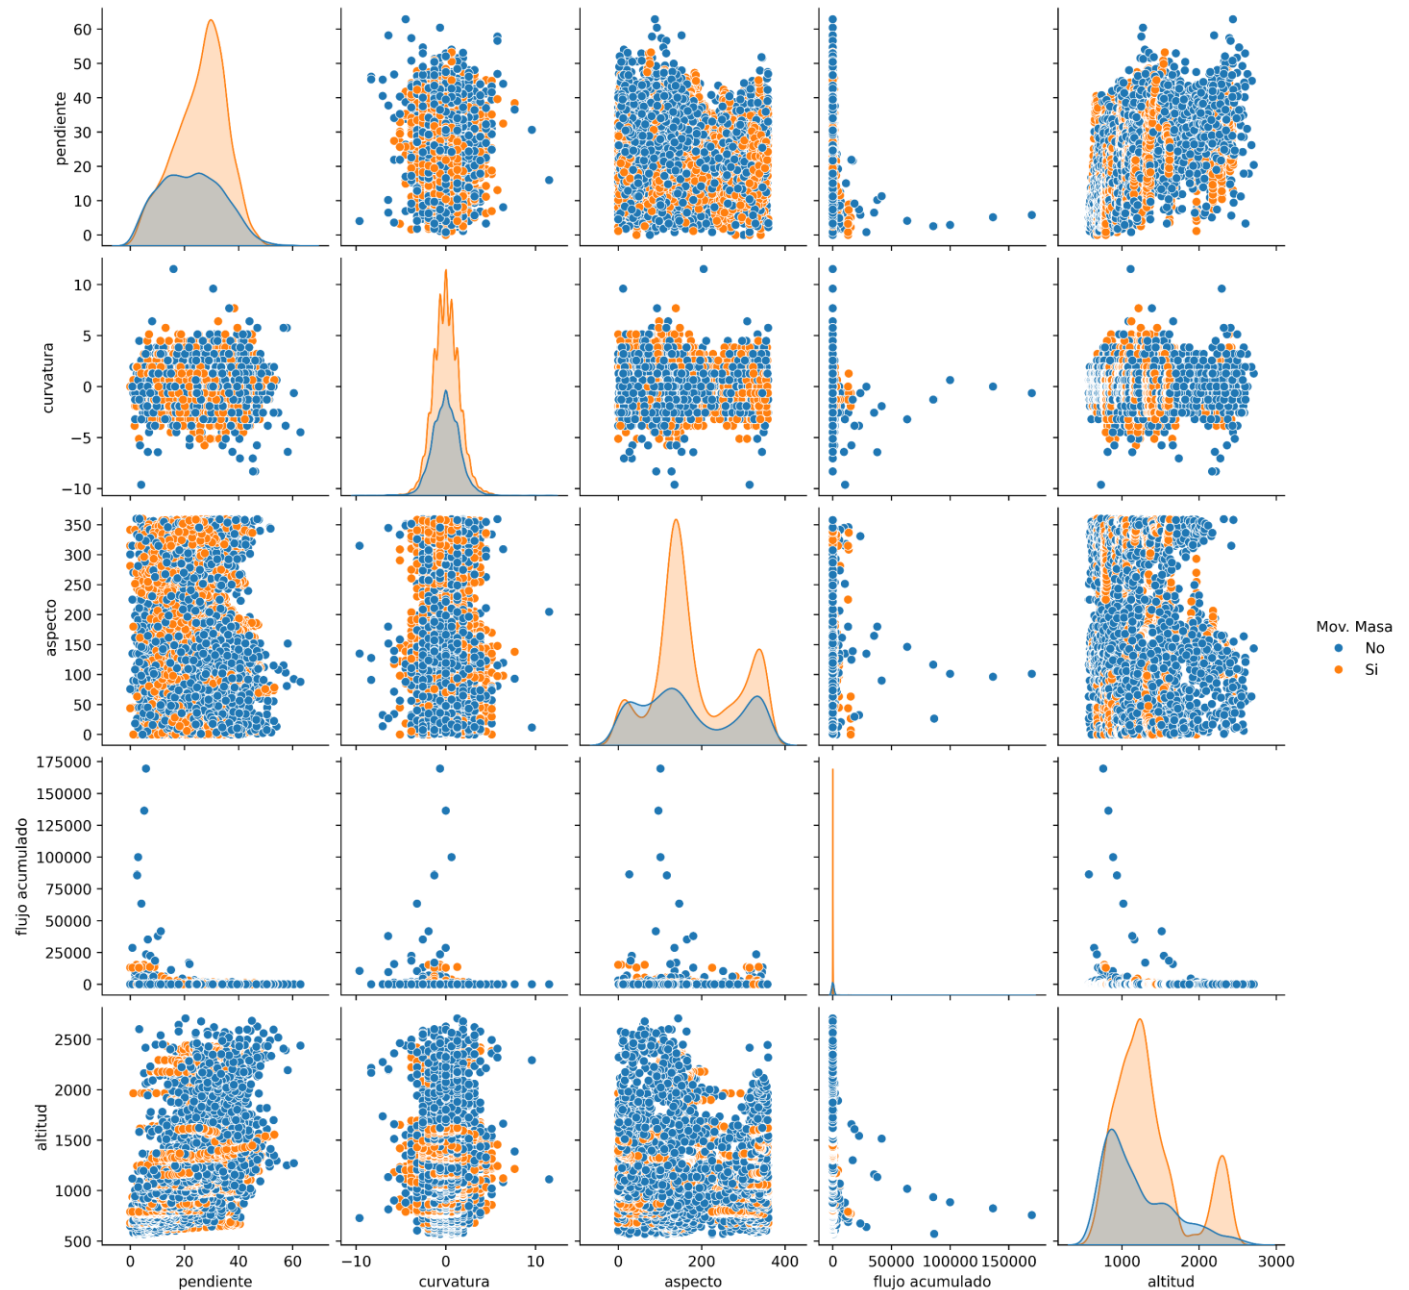 60
50
40
30
20
10
0
pendiente
10
5
0
−5
−10
curvatura
350
300
250
200
150
100
50
0
aspecto
Mov. Masa
No
Si
175000
150000
125000
100000
75000
50000
25000
0
flujo acumulado
2500
2000
1500
1000
500
altitud
0 20 40 60
pendiente
−10 0 10
curvatura
0 200 400
aspecto
0 50000 100000 150000
flujo acumulado
1000 2000 3000
altitud